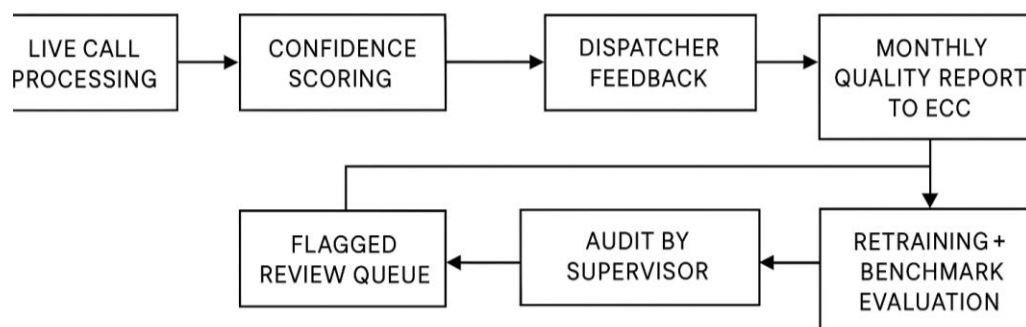 LIVE CALL
PROCESSING
CONFIDENCE
SCORING
DISPATCHER
FEEDBACK
MONTHLY
QUALITY REPORT
TO ECC
FLAGGED
REVIEW QUEUE
AUDIT BY
SUPERVISOR
RETRAINING +
BENCHMARK
EVALUATION